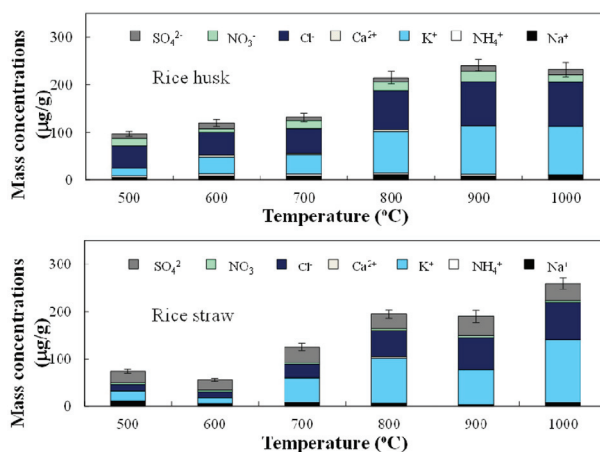 SO₄²⁻ NO₃⁻ Cl⁻ Ca²⁺ K⁺ NH₄⁺ Na⁺
Rice husk
Mass concentrations
(μg/g)
300
200
100
0
500 600 700 800 900 1000
Temperature (°C)
SO₄² NO₃ Cl⁻ Ca²⁺ K⁺ NH₄⁺ Na⁺
Rice straw
Mass concentrations
(μg/g)
300
200
100
0
500 600 700 800 900 1000
Temperature (°C)